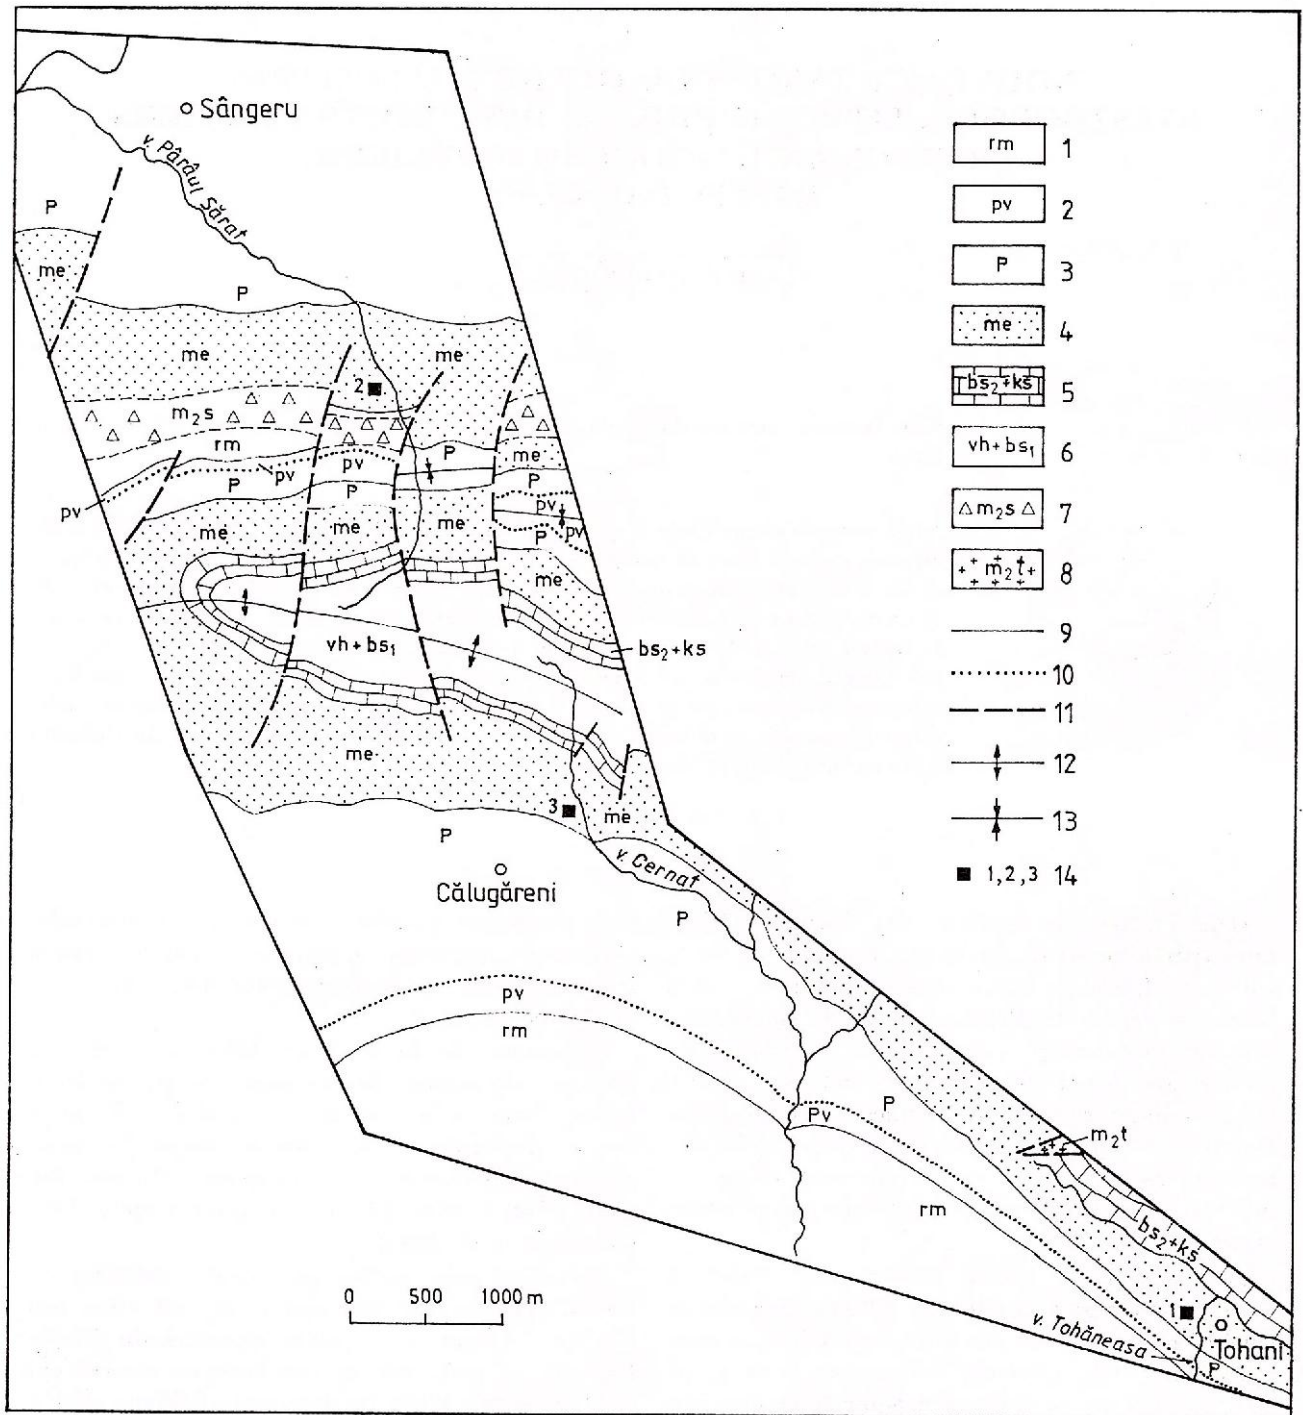 Sângeru
v. Pârâul Sărat
P
me
P
me
me
2
m₂s
rm
P
me
pv
pv
pv
P
P
P
pv
pv
P
me
me
me
me
vh+bs₁
bs₂+ks
me
3
me
P
v. Cernat
Călugăreni
P
pv
rm
P
Pv
m₂t
rm
bs₂+ks
1
v. Tohăneasa
Tohani
P
0 500 1000 m
rm 1
pv 2
P 3
me 4
bs₂+ks 5
vh+bs₁ 6
m₂s 7
m₂t 8
9
10
11
12
13
1,2,3 14